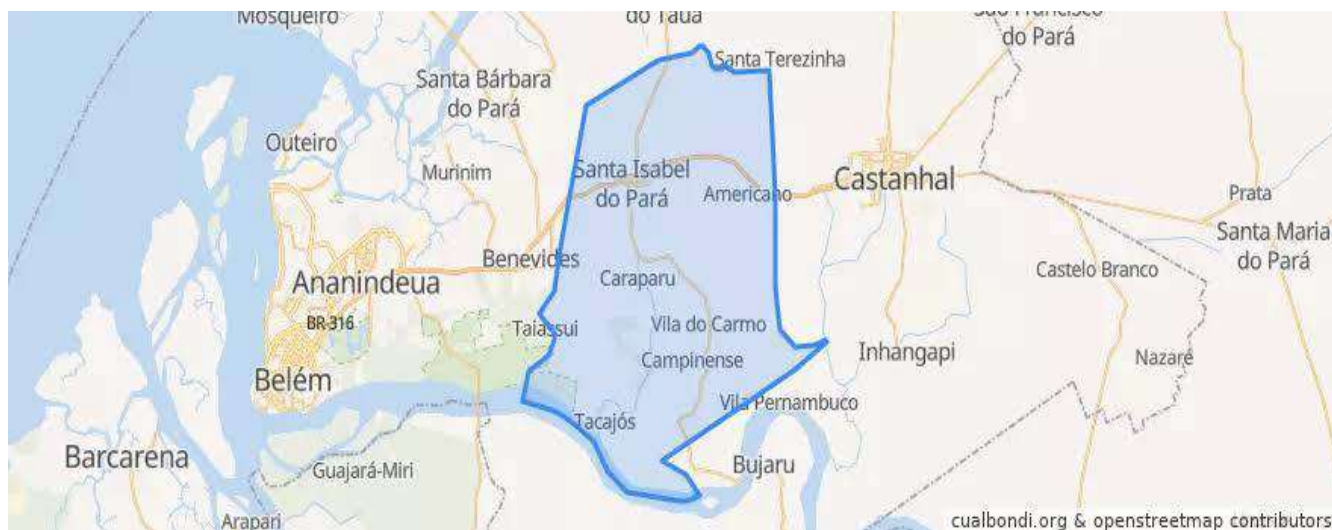 Mosqueiro
do Tauá
São Francisco
do Pará
Santa Terezinha
Santa Bárbara
do Pará
Outeiro
Murinim
Santa Isabel
do Pará
Americano
Castanhal
Prata
Santa Maria
do Pará
Benevides
Ananindeua
Caraparu
Castelo Branco
BR-316
Taiassui
Vila do Carmo
Campinense
Inhangapi
Nazaré
Belém
Vila Pernambuco
Tacajós
Barcarena
Guajará-Miri
Bujaru
Arapari
cualbondi.org & openstreetmap contributors